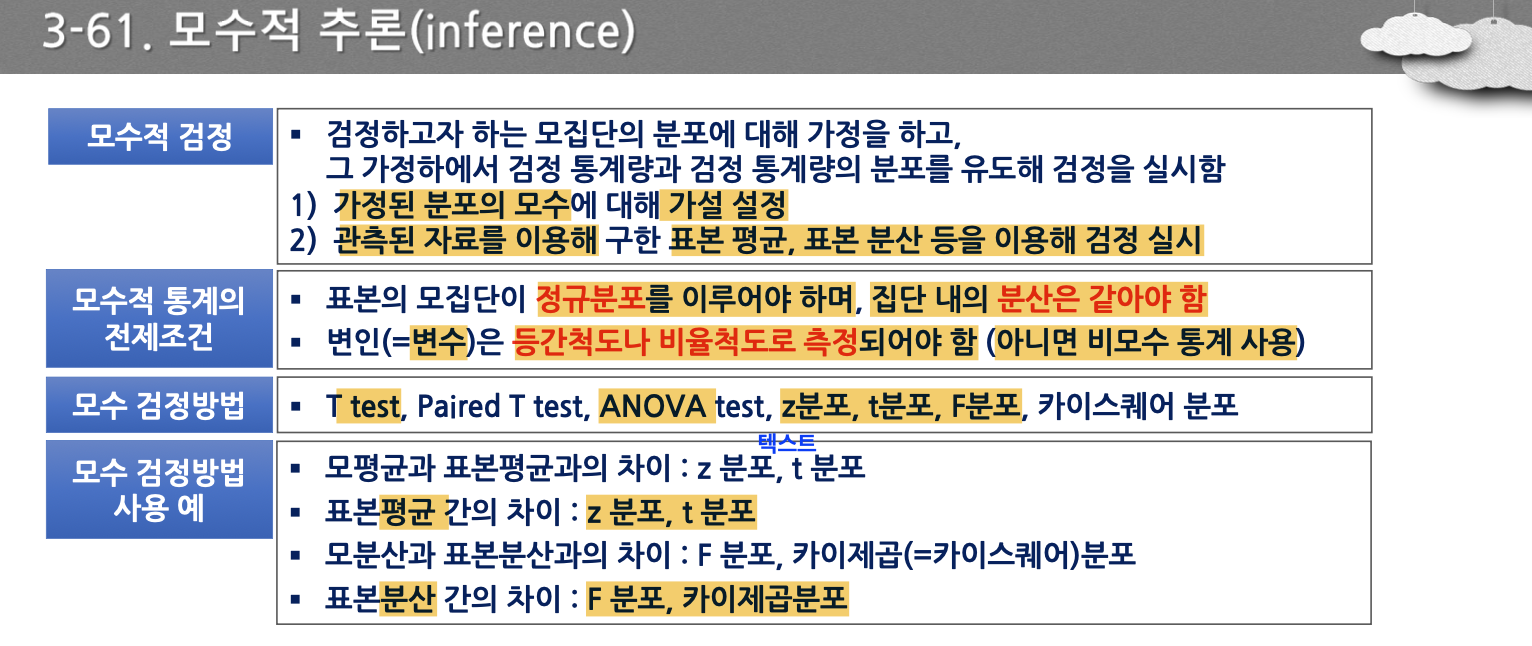 3-61. 모수적 추론(inference)
모수적 검정
▪ 검정하고자 하는 모집단의 분포에 대해 가정을 하고,
그 가정하에서 검정 통계량과 검정 통계량의 분포를 유도해 검정을 실시함
1) 가정된 분포의 모수에 대해 가설 설정
2) 관측된 자료를 이용해 구한 표본 평균, 표본 분산 등을 이용해 검정 실시
모수적 통계의
전제조건
▪ 표본의 모집단이 정규분포를 이루어야 하며, 집단 내의 분산은 같아야 함
▪ 변인(=변수)은 등간척도나 비율척도로 측정되어야 함 (아니면 비모수 통계 사용)
모수 검정방법
▪ T test, Paired T test, ANOVA test, z분포, t분포, F분포, 카이스퀘어 분포
텍스트
모수 검정방법
사용 예
▪ 모평균과 표본평균과의 차이 : z 분포, t 분포
▪ 표본평균 간의 차이 : z 분포, t 분포
▪ 모분산과 표본분산과의 차이 : F 분포, 카이제곱(=카이스퀘어)분포
▪ 표본분산 간의 차이 : F 분포, 카이제곱분포